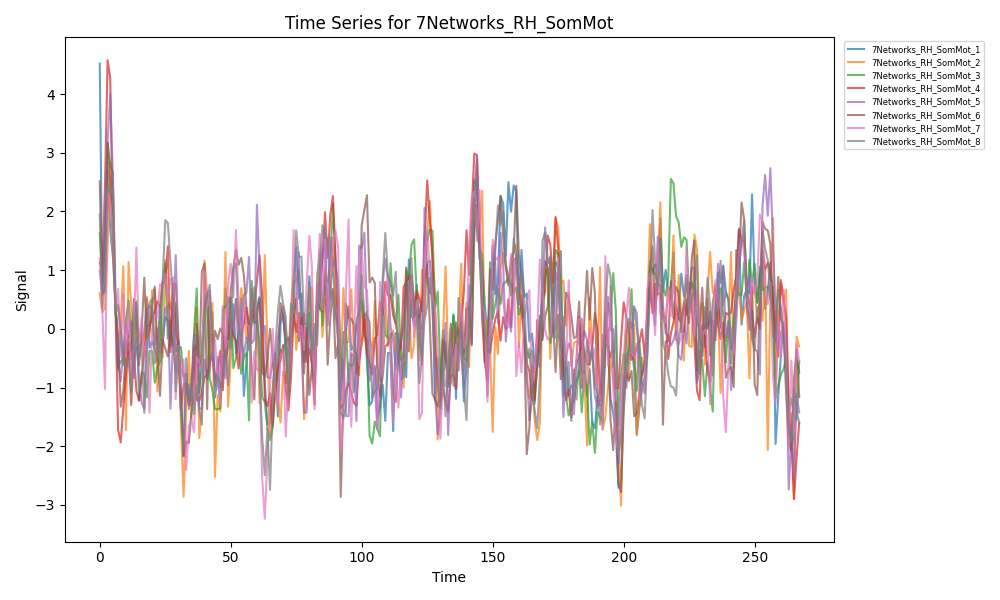 Time Series for 7Networks_RH_SomMot
Signal
4
3
2
1
0
−1
−2
−3
0
50
100
150
200
250
Time
7Networks_RH_SomMot_1
7Networks_RH_SomMot_2
7Networks_RH_SomMot_3
7Networks_RH_SomMot_4
7Networks_RH_SomMot_5
7Networks_RH_SomMot_6
7Networks_RH_SomMot_7
7Networks_RH_SomMot_8